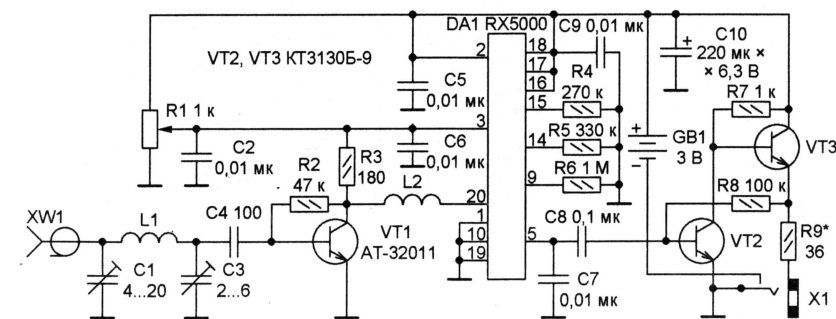 DA1 RX5000
VT2, VT3 КТ3130Б-9
R1 1 к
C2
0,01 мк
C5
0,01 мк
C6
0,01 мк
R2
47 к
R3
180
L2
XW1
L1
C4 100
C1
4...20
C3
2...6
VT1
AT-32011
2
3
20
1
10
19
18
17
16
15
14
9
5
C9 0,01 мк
R4
270 к
R5 330 к
R6 1 М
C8 0,1 мк
C7
0,01 мк
+
C10
220 мк ×
× 6,3 В
+
GB1
3 В
−
R7 1 к
VT3
R8 100 к
VT2
R9*
36
X1